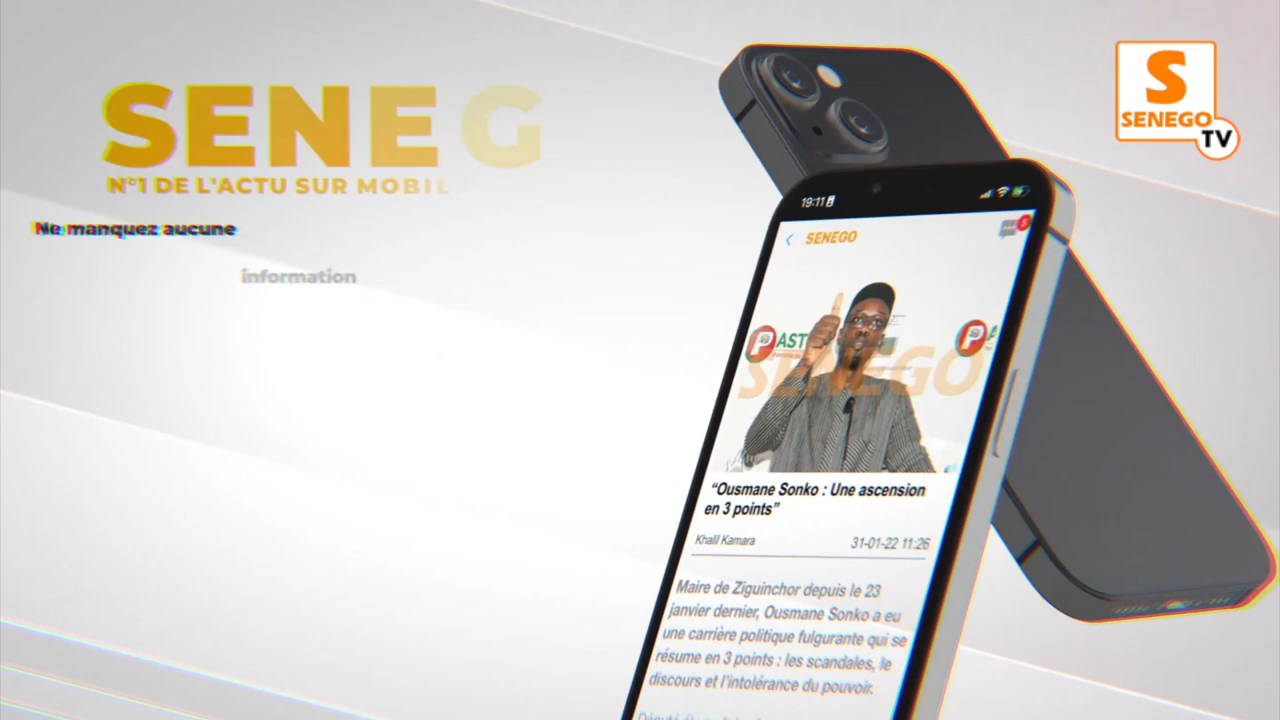 SENEG
N°1 DE L'ACTU SUR MOBIL
Ne manquez aucune
information
S
SENEGO
TV
19:11
SENEGO
PAST
SENEGO
P
“Ousmane Sonko : Une ascension
en 3 points”
Khalil Kamara
31-01-22 11:26
Maire de Ziguinchor depuis le 23
janvier dernier, Ousmane Sonko a eu
une carrière politique fulgurante qui se
résume en 3 points : les scandales, le
discours et l'intolérance du pouvoir.